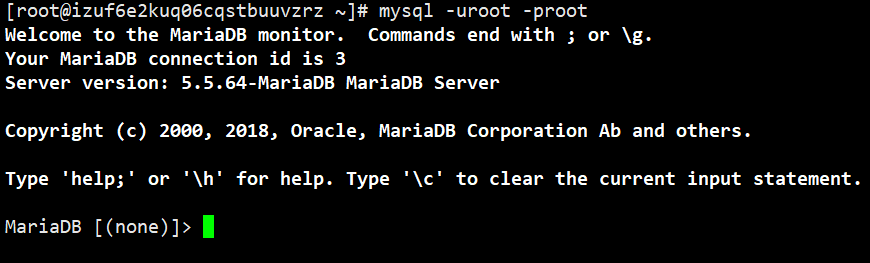 [root@izuf6e2kuq06cqstbuuvzrz ~]# mysql -uroot -proot
Welcome to the MariaDB monitor.  Commands end with ; or \g.
Your MariaDB connection id is 3
Server version: 5.5.64-MariaDB MariaDB Server
Copyright (c) 2000, 2018, Oracle, MariaDB Corporation Ab and others.
Type 'help;' or '\h' for help. Type '\c' to clear the current input statement.
MariaDB [(none)]>